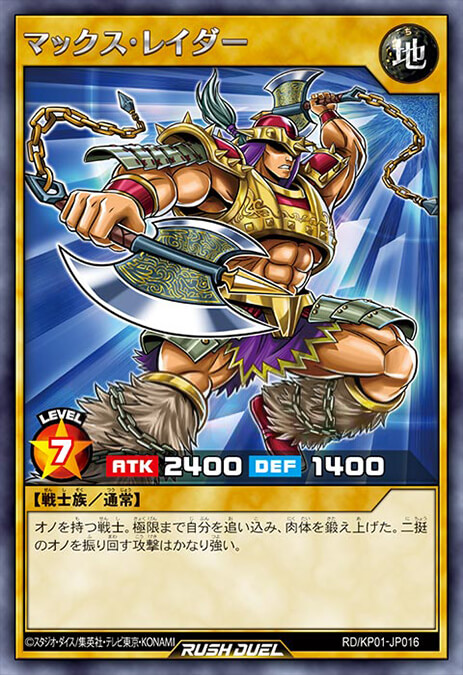 マックス・レイダー
地
LEVEL
7
ATK 2400 DEF 1400
【戦士族／通常】
オノを持つ戦士。極限まで自分を追い込み、肉体を鍛え上げた。二挺
のオノを振り回す攻撃はかなり強い。
©スタジオ・ダイス/集英社・テレビ東京・KONAMI
RUSH DUEL
RD/KP01-JP016